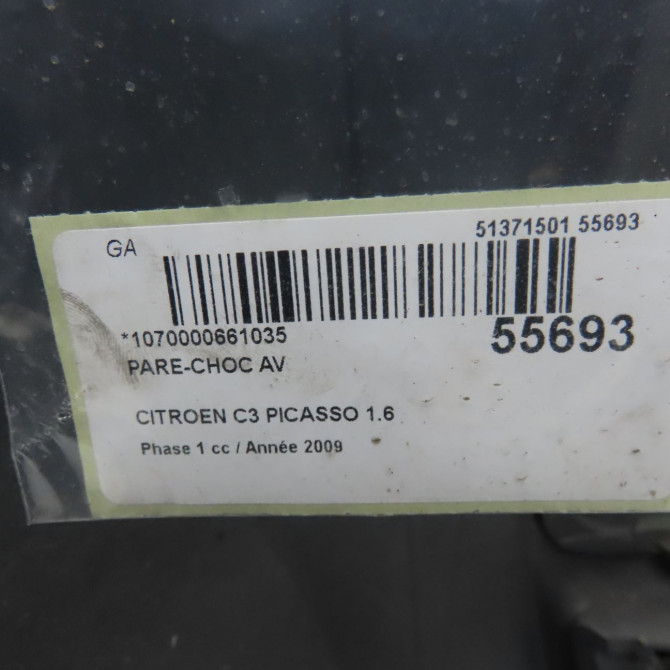 GA
51371501 55693
*1070000661035
55693
PARE-CHOC AV
CITROEN C3 PICASSO 1.6
Phase 1 cc / Année 2009